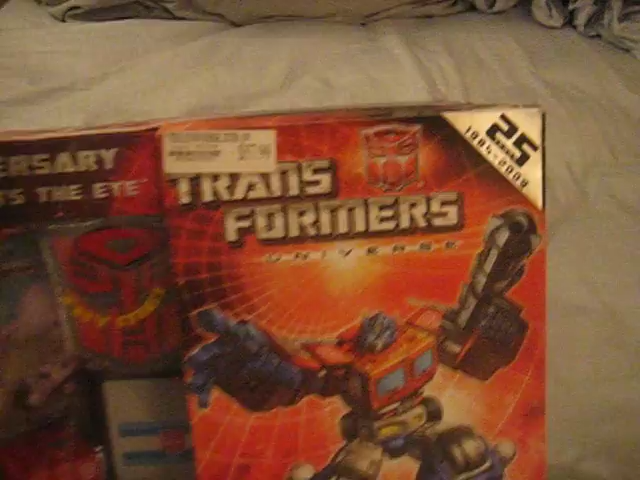 ERSARY
TS THE EYE
TRANS
FORMERS
UNIVERSE
25
1984-2009